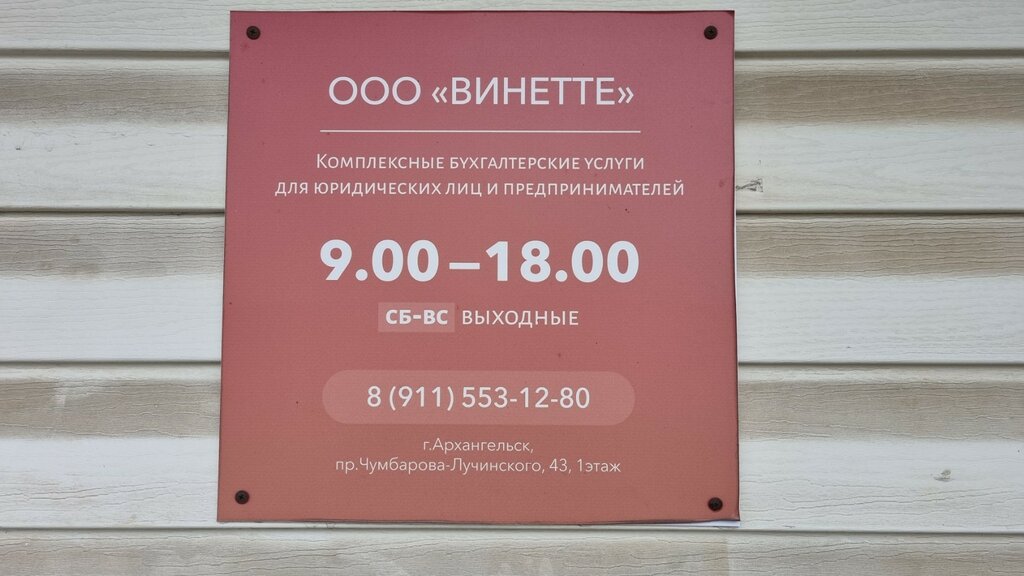 ООО «ВИНЕТТЕ»
Комплексные бухгалтерские услуги
для юридических лиц и предпринимателей
9.00 – 18.00
СБ-ВС ВЫХОДНЫЕ
8 (911) 553-12-80
г.Архангельск,
пр.Чумбарова-Лучинского, 43, 1этаж